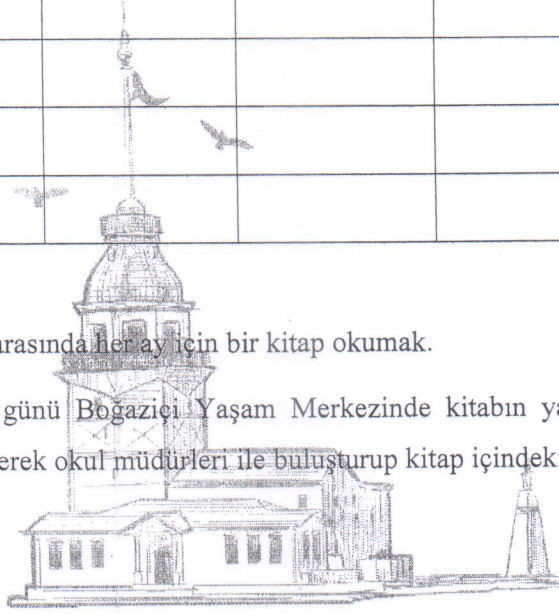 arasında her ay için bir kitap okumak.
günü Boğaziçi Yaşam Merkezinde kitabın ya
erek okul müdürleri ile buluşturup kitap içindek